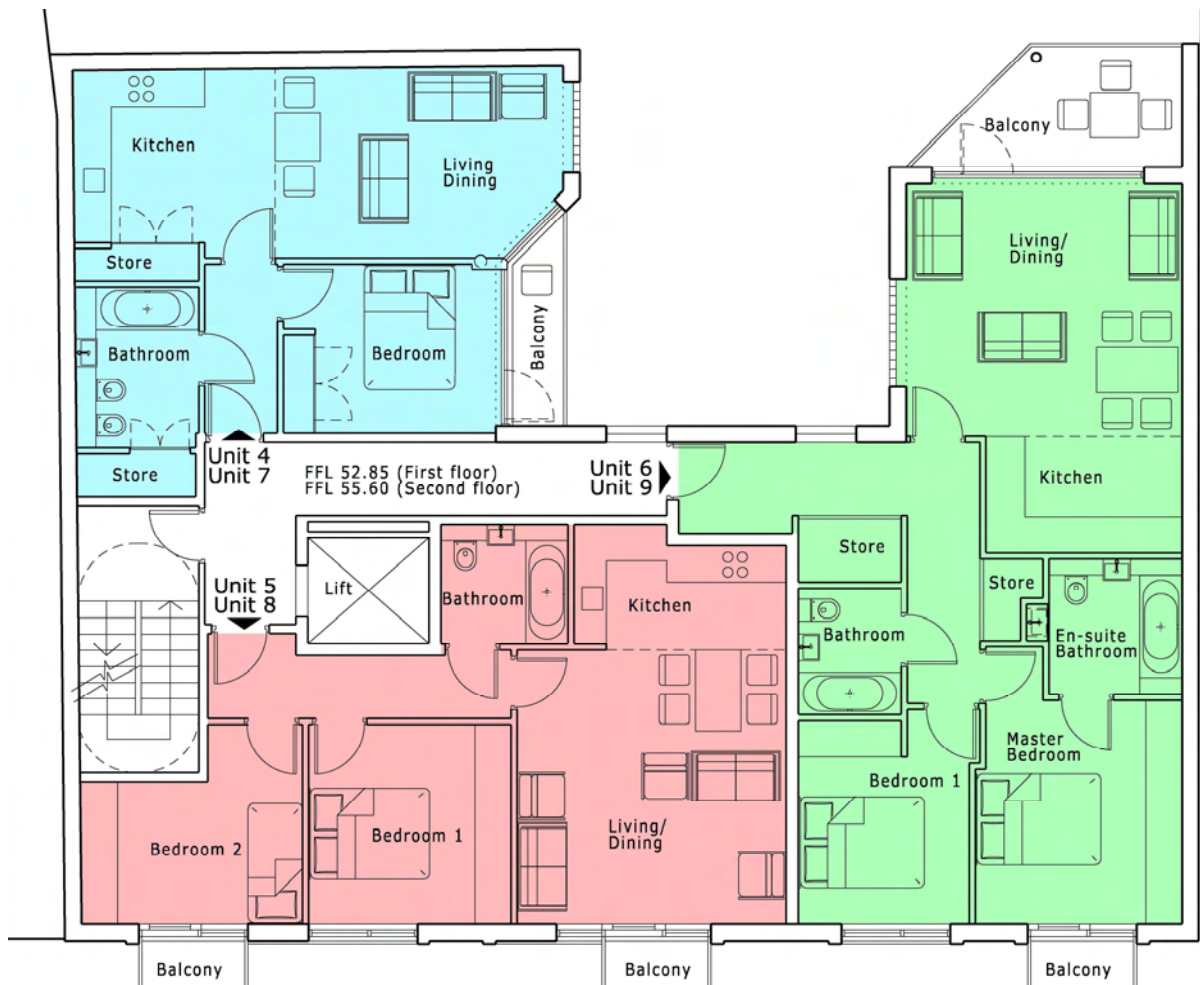 Kitchen
Living
Dining
Store
Bathroom
Bedroom
Balcony
Store
Unit 4
Unit 7
FFL 52.85 (First floor)
FFL 55.60 (Second floor)
Unit 6
Unit 9
Balcony
Living/
Dining
Kitchen
Store
Store
Bathroom
En-suite
Bathroom
Master
Bedroom
Bedroom 1
Unit 5
Unit 8
Lift
Bathroom
Kitchen
Living/
Dining
Bedroom 2
Bedroom 1
Balcony
Balcony
Balcony